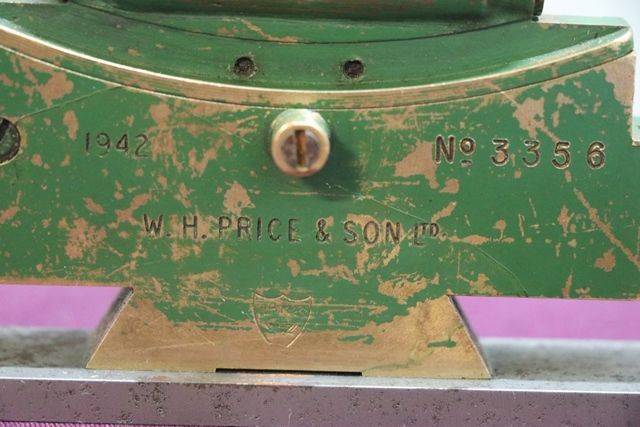 1942
Nº 3356
W. H. PRICE & SON LTD